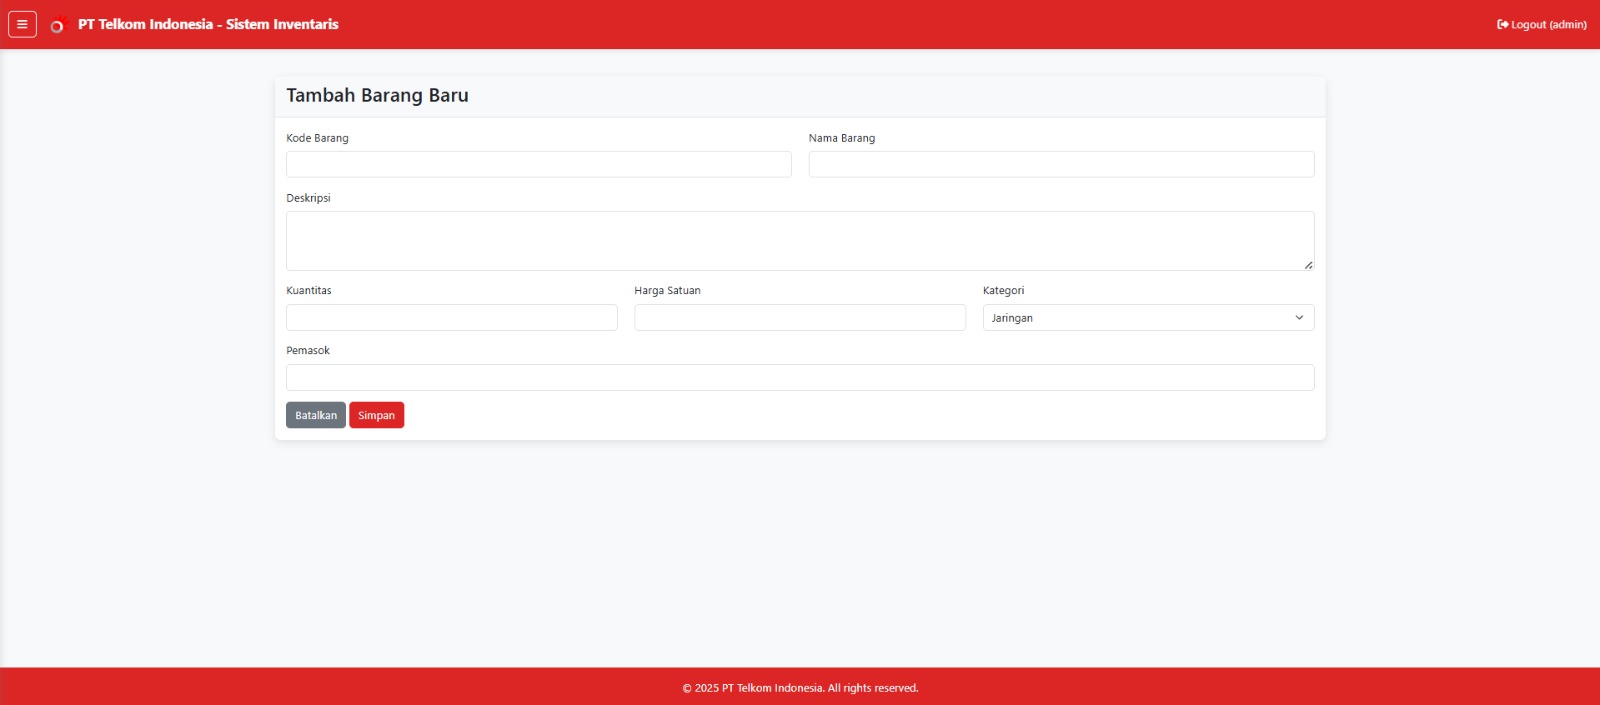 PT Telkom Indonesia - Sistem Inventaris
Logout (admin)
Tambah Barang Baru
Kode Barang
Nama Barang
Deskripsi
Kuantitas
Harga Satuan
Kategori
Jaringan
Pemasok
Batalkan
Simpan
© 2025 PT Telkom Indonesia. All rights reserved.